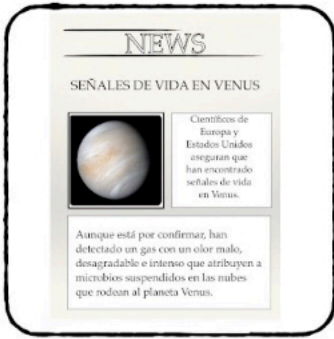 NEWS
SEÑALES DE VIDA EN VENUS
Científicos de
Europa y
Estados Unidos
aseguran que
han encontrado
señales de vida
en Venus.
Aunque está por confirmar, han
detectado un gas con un olor malo,
desagradable e intenso que atribuyen a
microbios suspendidos en las nubes
que rodean al planeta Venus.